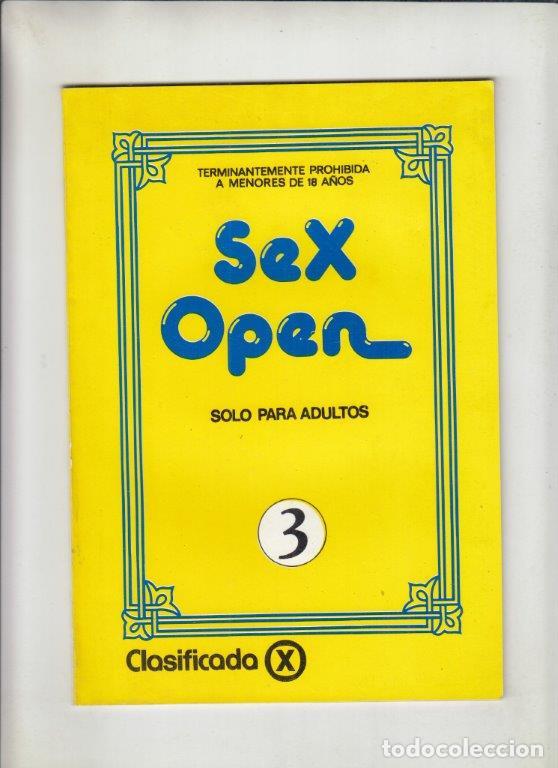 TERMINANTEMENTE PROHIBIDA
A MENORES DE 18 AÑOS
SeX
Open
SOLO PARA ADULTOS
3
Clasificada X
todocoleccion